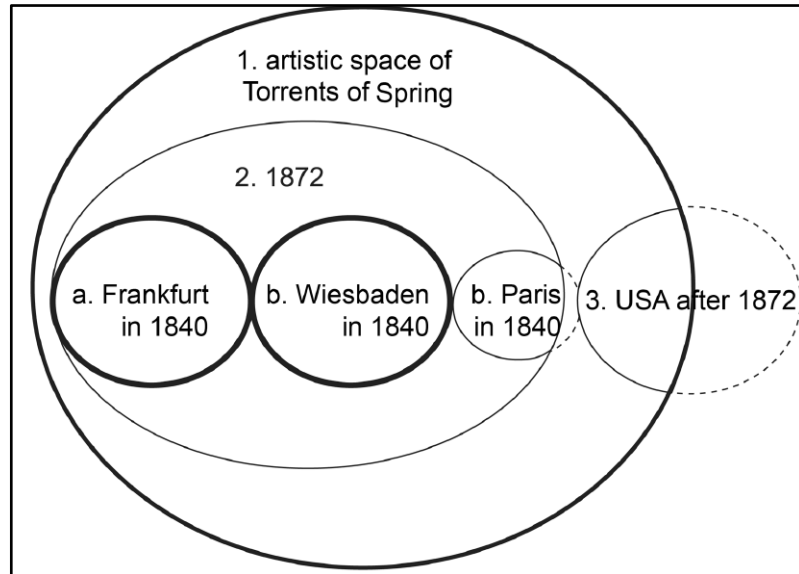 1. artistic space of
Torrents of Spring
2. 1872
a. Frankfurt
in 1840
b. Wiesbaden
in 1840
b. Paris
in 1840
3. USA after 1872